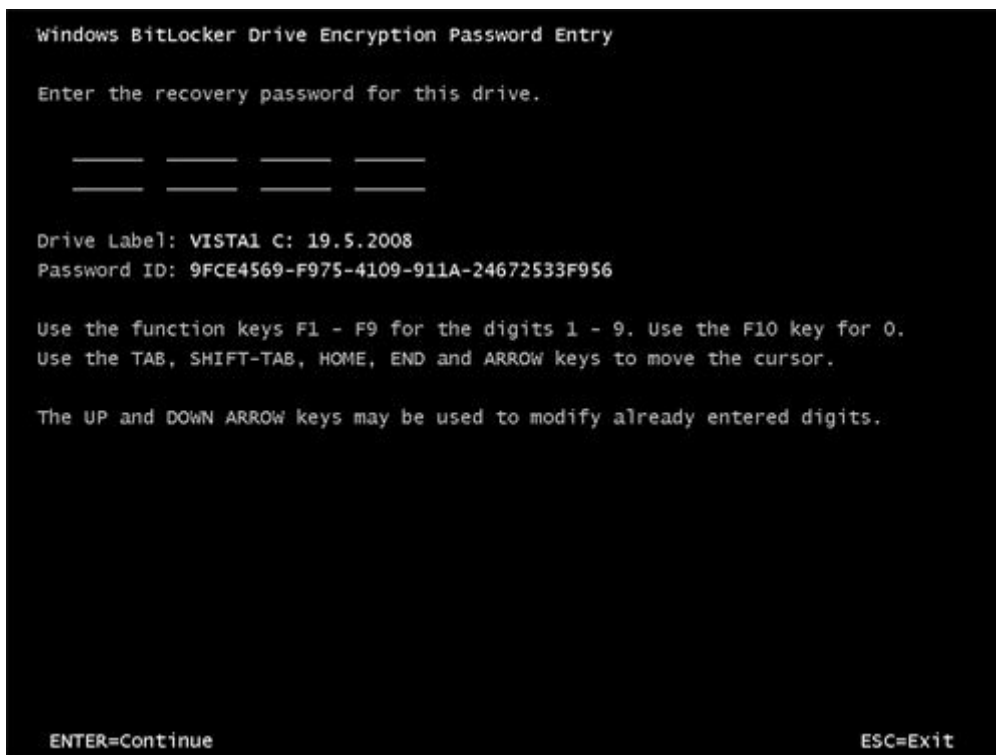 Windows BitLocker Drive Encryption Password Entry
Enter the recovery password for this drive.
Drive Label: VISTA1 C: 19.5.2008
Password ID: 9FCE4569-F975-4109-911A-24672533F956
Use the function keys F1 - F9 for the digits 1 - 9. Use the F10 key for 0.
Use the TAB, SHIFT-TAB, HOME, END and ARROW keys to move the cursor.
The UP and DOWN ARROW keys may be used to modify already entered digits.
ENTER=Continue ESC=Exit